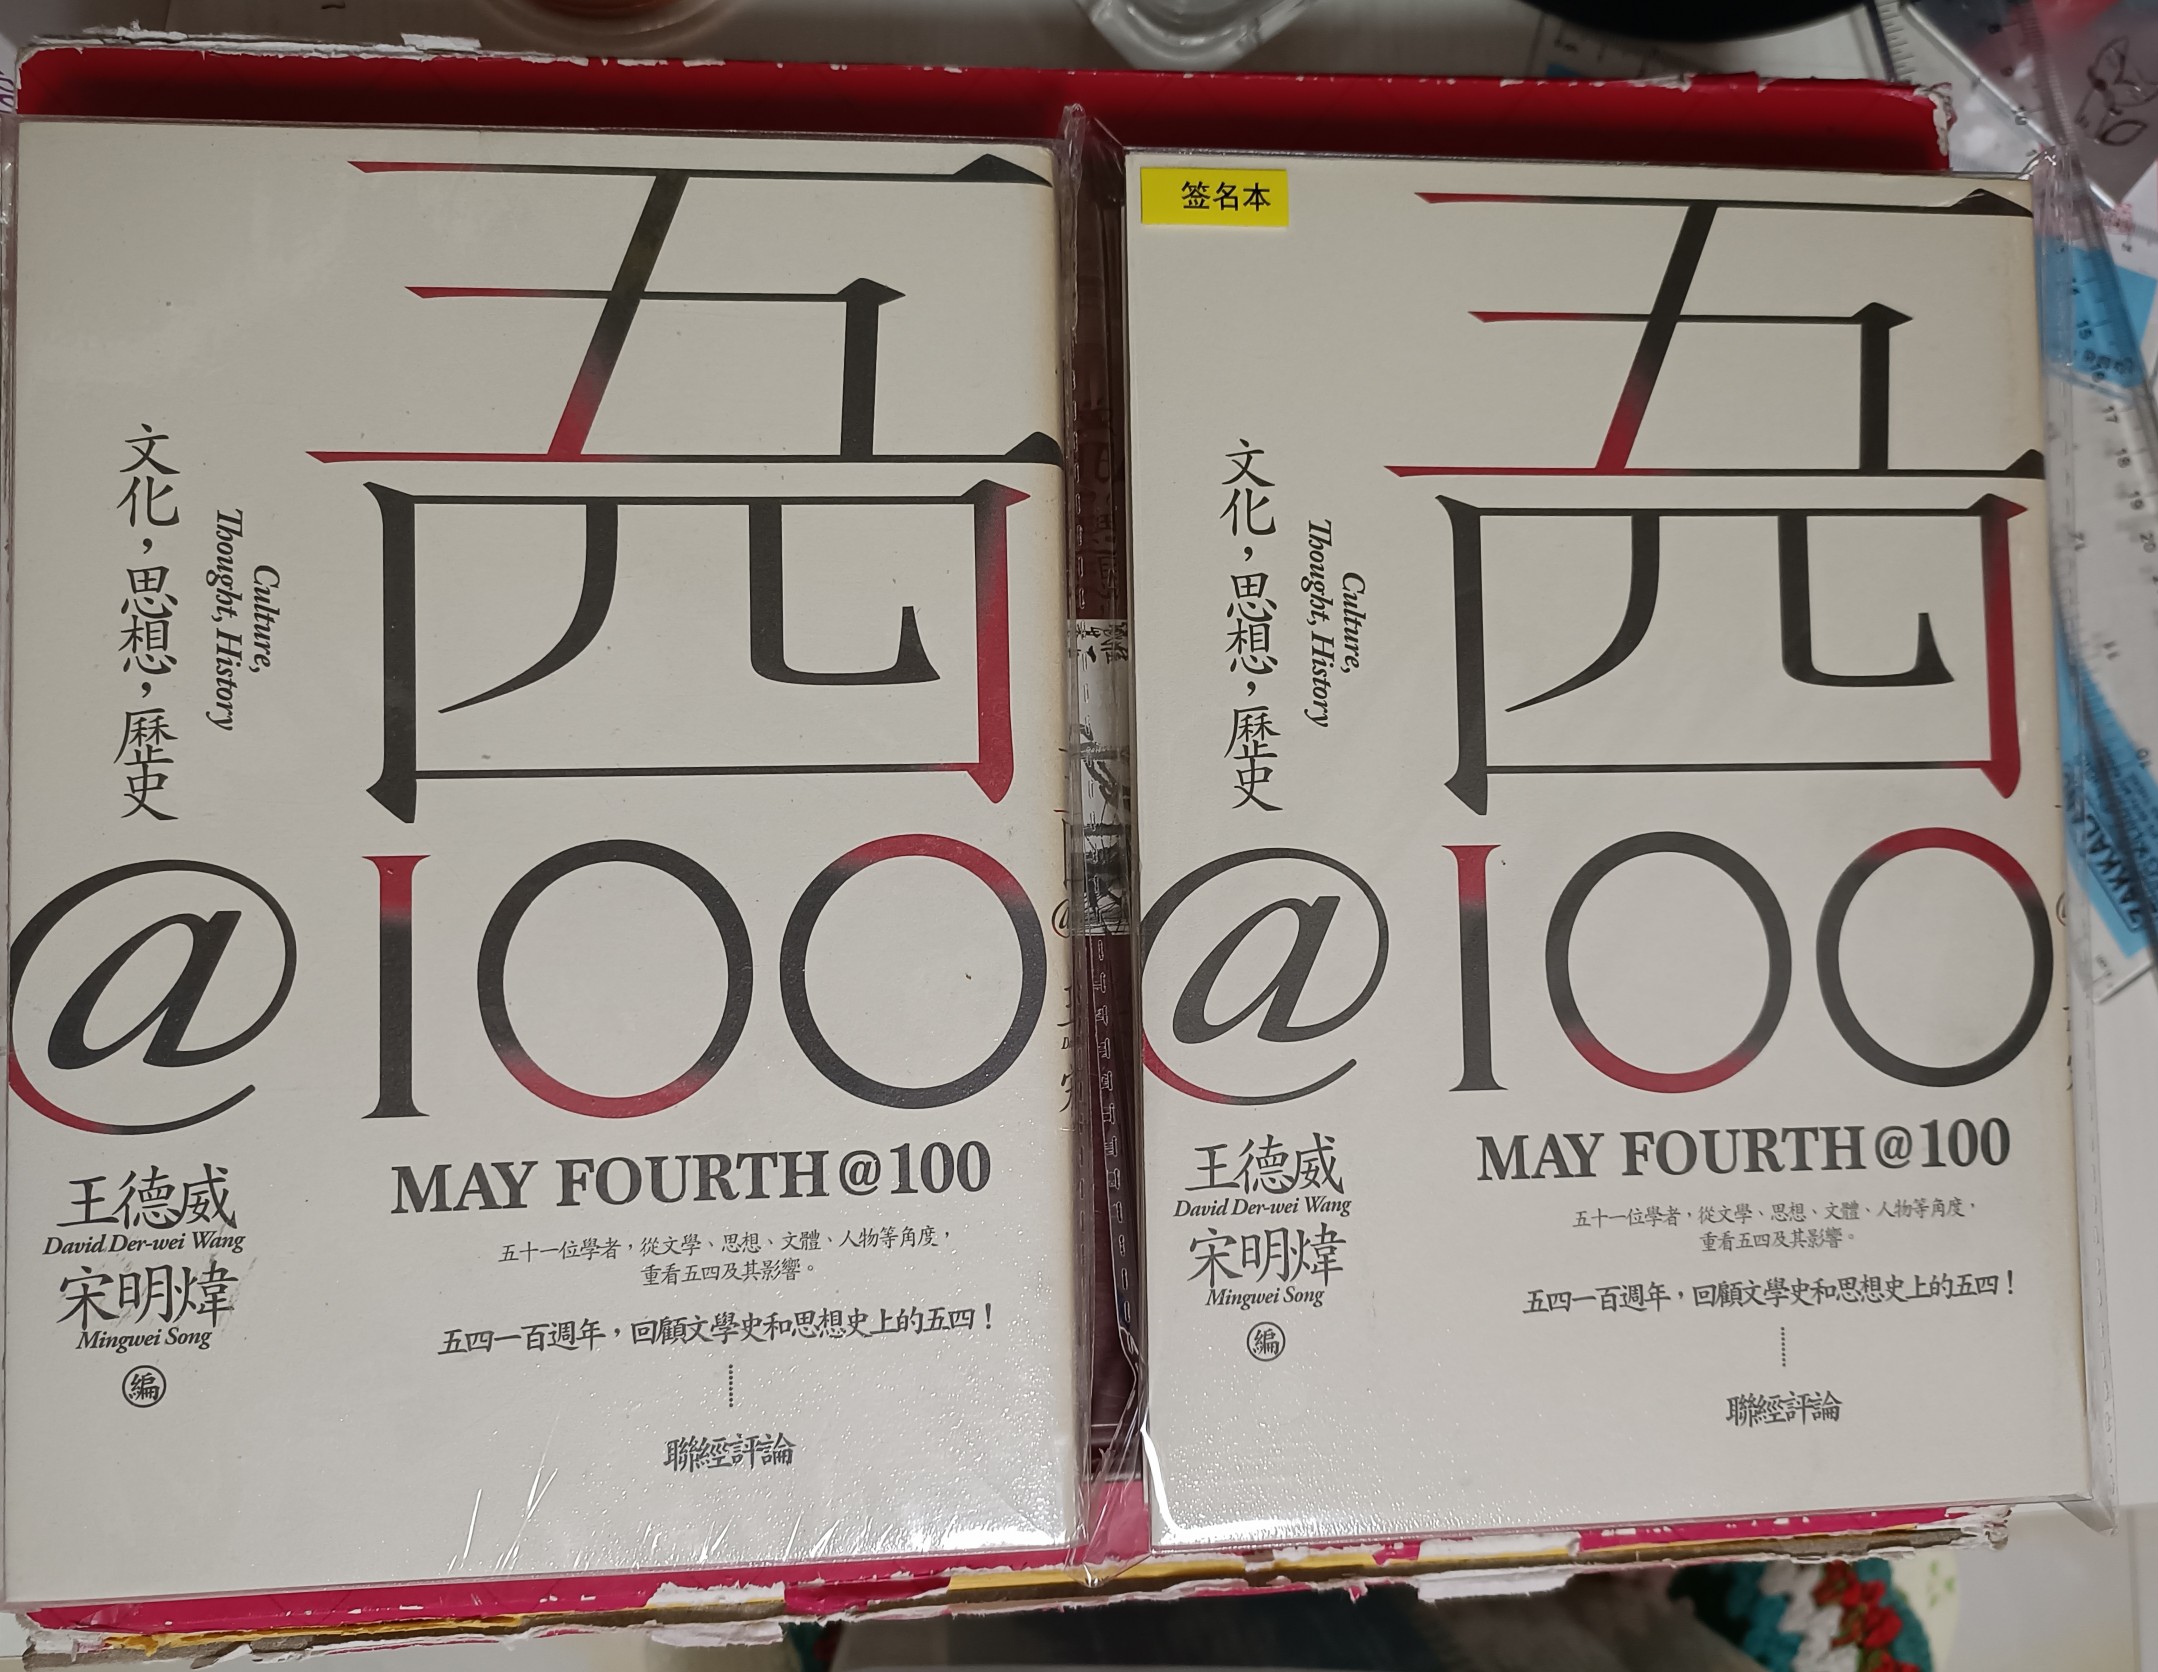 五四
文化，思想，歷史
Culture,
Thought, History
@100
王德威
David Der-wei Wang
宋明煒
Mingwei Song
編
MAY FOURTH@100
五十一位學者，從文學、思想、文體、人物等角度，
重看五四及其影響。
五四一百週年，回顧文學史和思想史上的五四！
聯經評論
签名本
五四
文化，思想，歷史
Culture,
Thought, History
@100
王德威
David Der-wei Wang
宋明煒
Mingwei Song
編
MAY FOURTH@100
五十一位學者，從文學、思想、文體、人物等角度，
重看五四及其影響。
五四一百週年，回顧文學史和思想史上的五四！
聯經評論